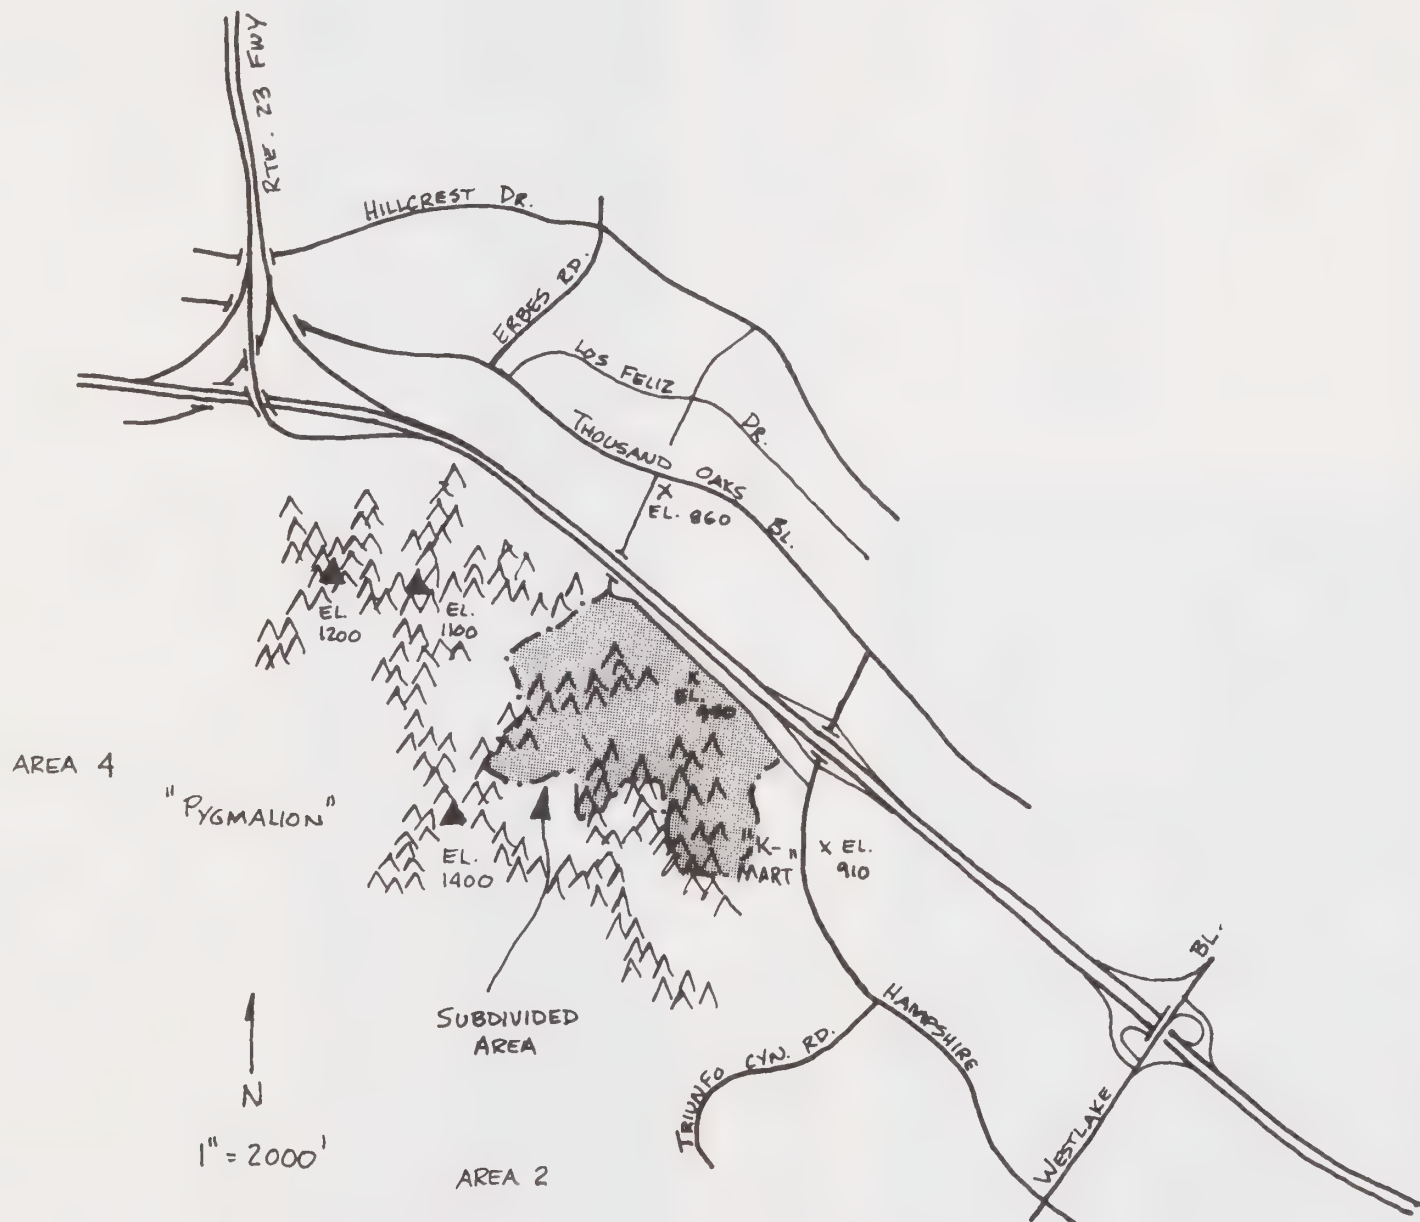 RTE. 23 FWY
HILLCREST DR.
ERBES RD.
LOS FELIZ DR.
THOUSAND OAKS BL.
X
EL. 860
EL.
1200
EL.
1100
X
EL.
AREA 4
"PYGMALION"
EL.
1400
"K-"
MART
X EL.
910
SUBDIVIDED
AREA
HAMPSHIRE
TRIUNFO CYN. RD.
WESTLAKE BL.
N
1" = 2000'
AREA 2